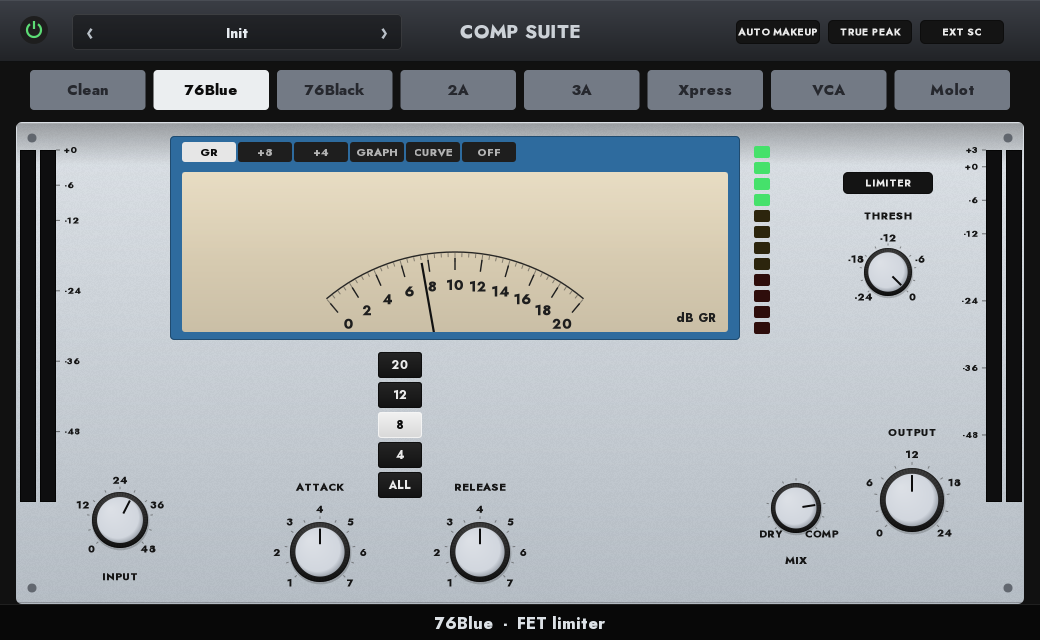 ‹ Init ›
COMP SUITE
AUTO MAKEUP TRUE PEAK EXT SC
Clean 76Blue 76Black 2A 3A Xpress VCA Molot
GR +8 +4 GRAPH CURVE OFF
+0
-6
-12
-24
-36
-48
0 2 4 6 8 10 12 14 16 18 20
dB GR
LIMITER
THRESH
-24 -18 -12 -6 0
+3
+0
-6
-12
-24
-36
-48
20
12
8
4
ALL
0 12 24 36 48
INPUT
ATTACK
1 2 3 4 5 6 7
RELEASE
1 2 3 4 5 6 7
DRY COMP
MIX
OUTPUT
0 6 12 18 24
76Blue · FET limiter